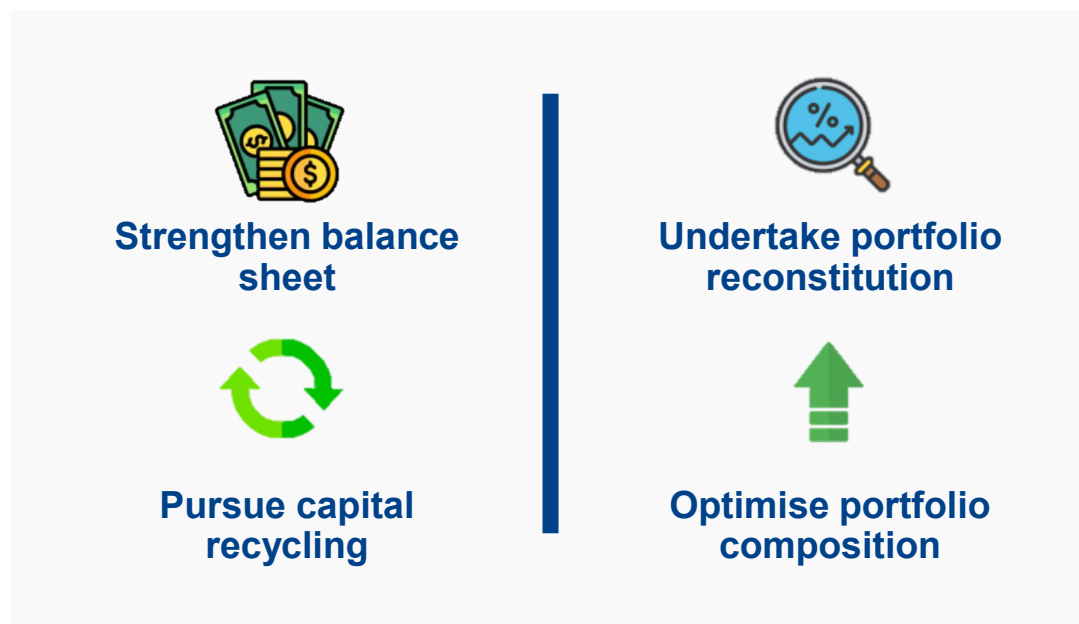 Strengthen balance
sheet
Undertake portfolio
reconstitution
Pursue capital
recycling
Optimise portfolio
composition